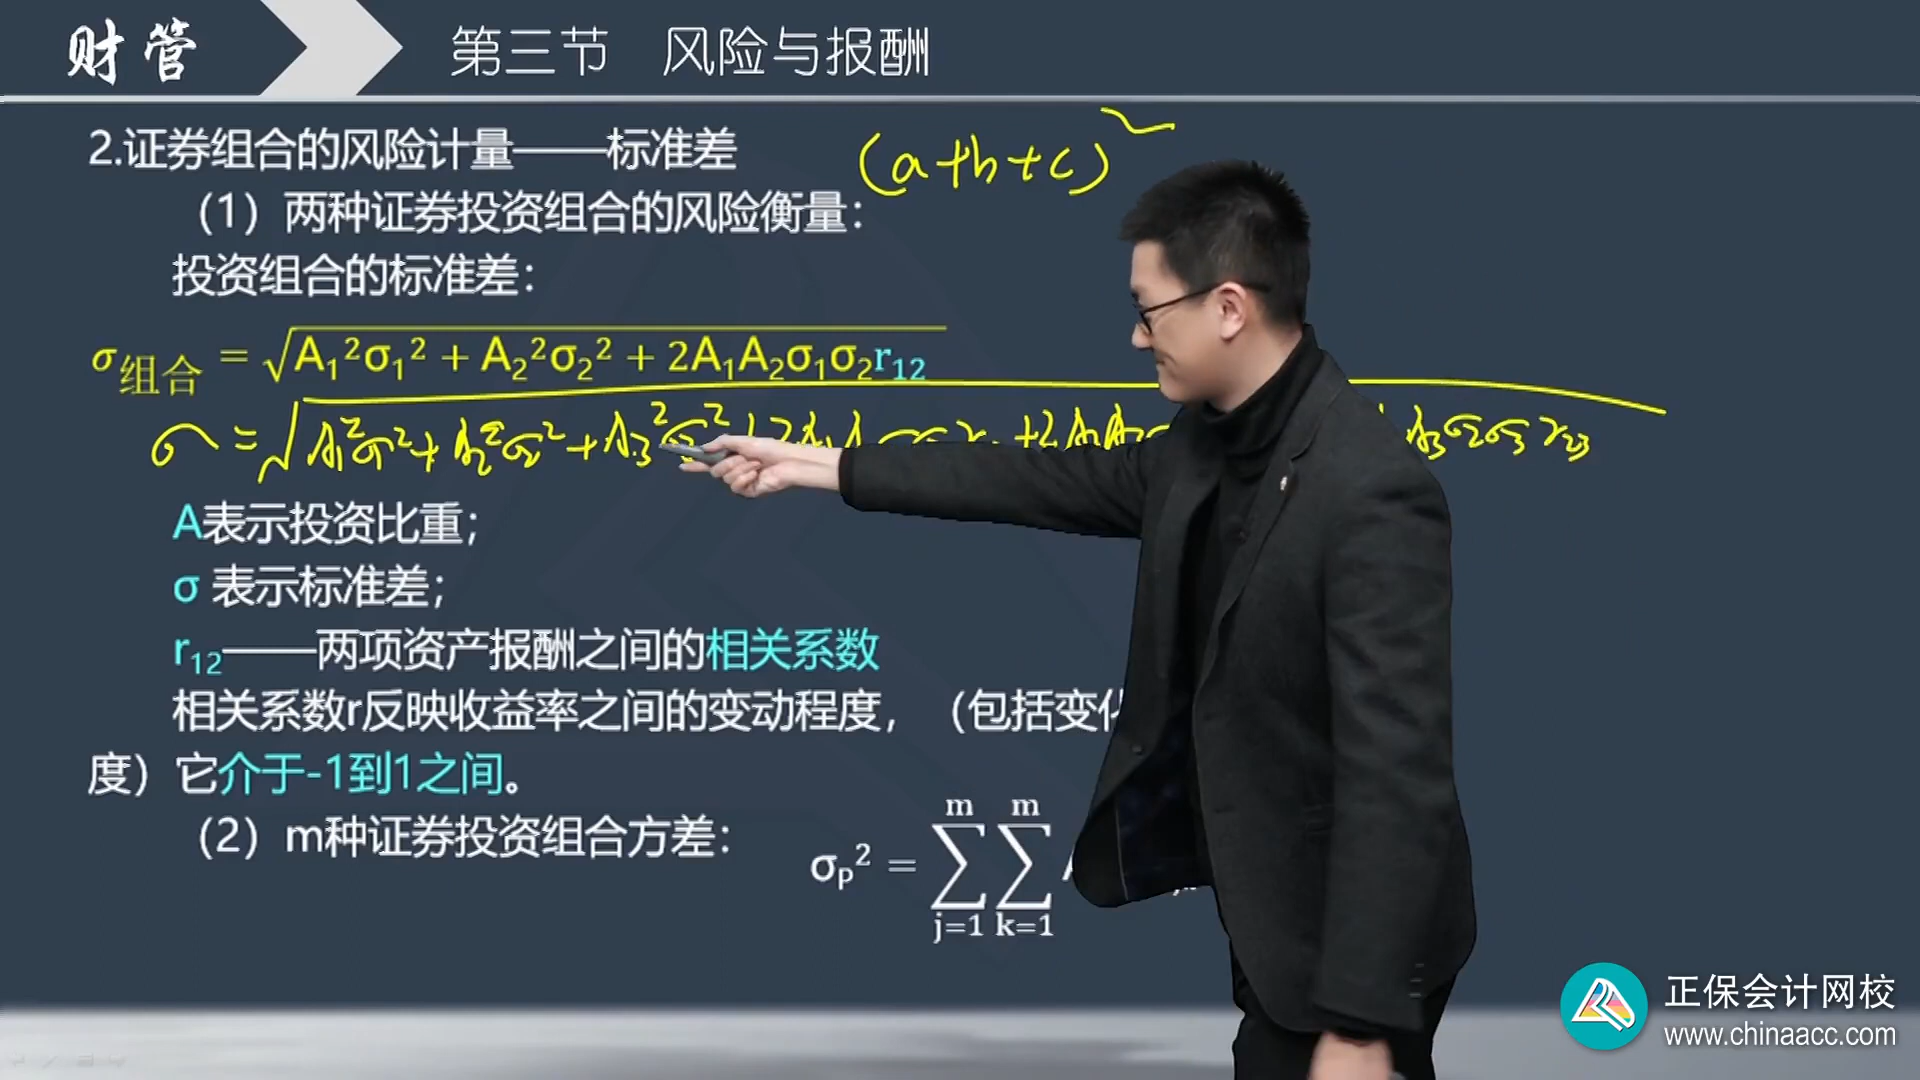 财管
第三节 风险与报酬
2.证券组合的风险计量——标准差
(a+b+c)²
（1）两种证券投资组合的风险衡量：
投资组合的标准差：
σ组合 = √A₁²σ₁² + A₂²σ₂² + 2A₁A₂σ₁σ₂r₁₂
σ = √A₁²σ₁² + A₂²σ₂² + A₃² A₃σ₂σ₃r₂₃
A表示投资比重；
σ 表示标准差；
r₁₂——两项资产报酬之间的相关系数
相关系数r反映收益率之间的变动程度，（包括变
度）它介于-1到1之间。
（2）m种证券投资组合方差：
σₚ² = m∑j=1 m∑k=1
正保会计网校
www.chinaacc.com